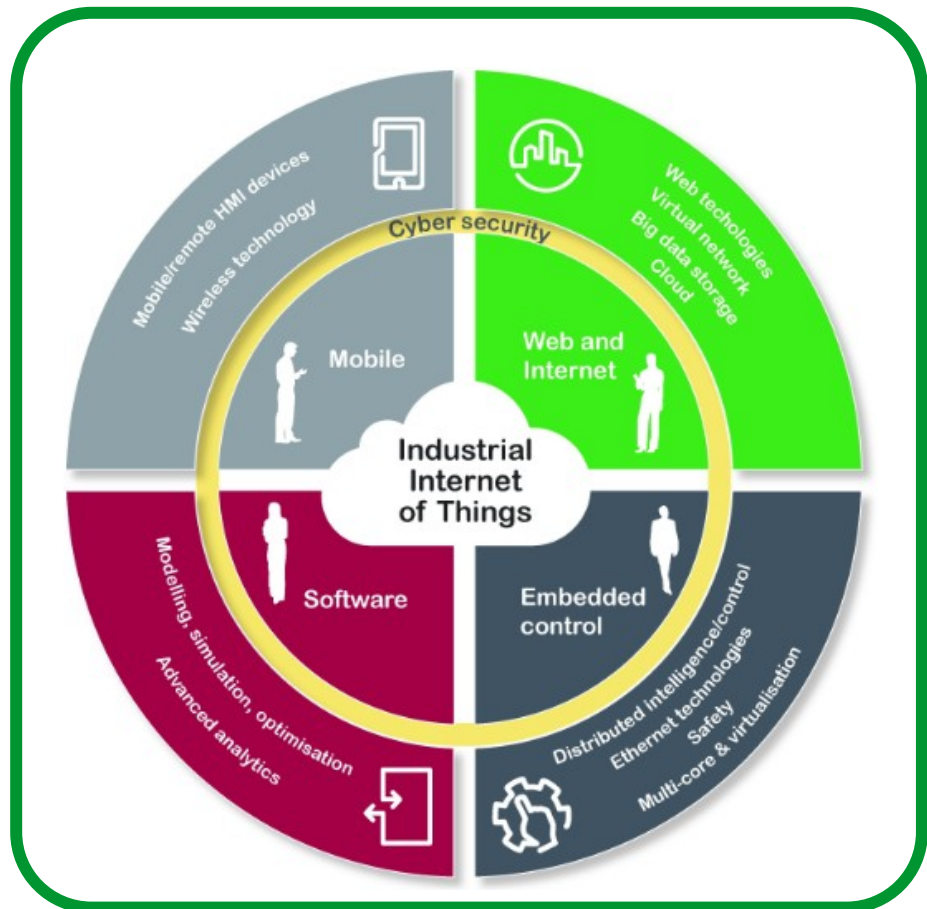 Mobile/remote HMI devices
Wireless technology
Web techologies
Virtual network
Big data storage
Cloud
Cyber security
Mobile
Web and
Internet
Industrial
Internet
of Things
Software
Embedded
control
Modelling, simulation, optimisation
Advanced analytics
Distributed intelligence/control
Ethernet technologies
Safety
Multi-core & virtualisation